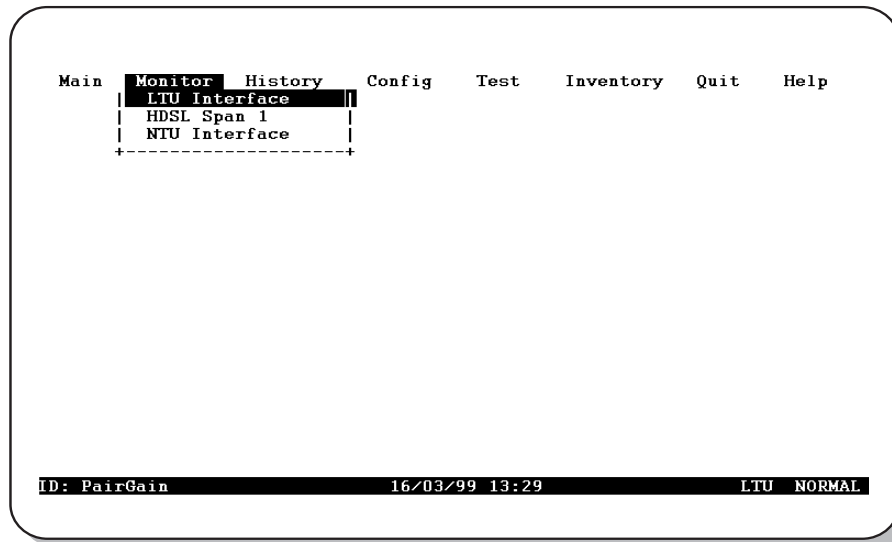 Main Monitor History Config Test Inventory Quit Help
LTU Interface
HDSL Span 1
NTU Interface
ID: PairGain 16/03/99 13:29 LTU NORMAL